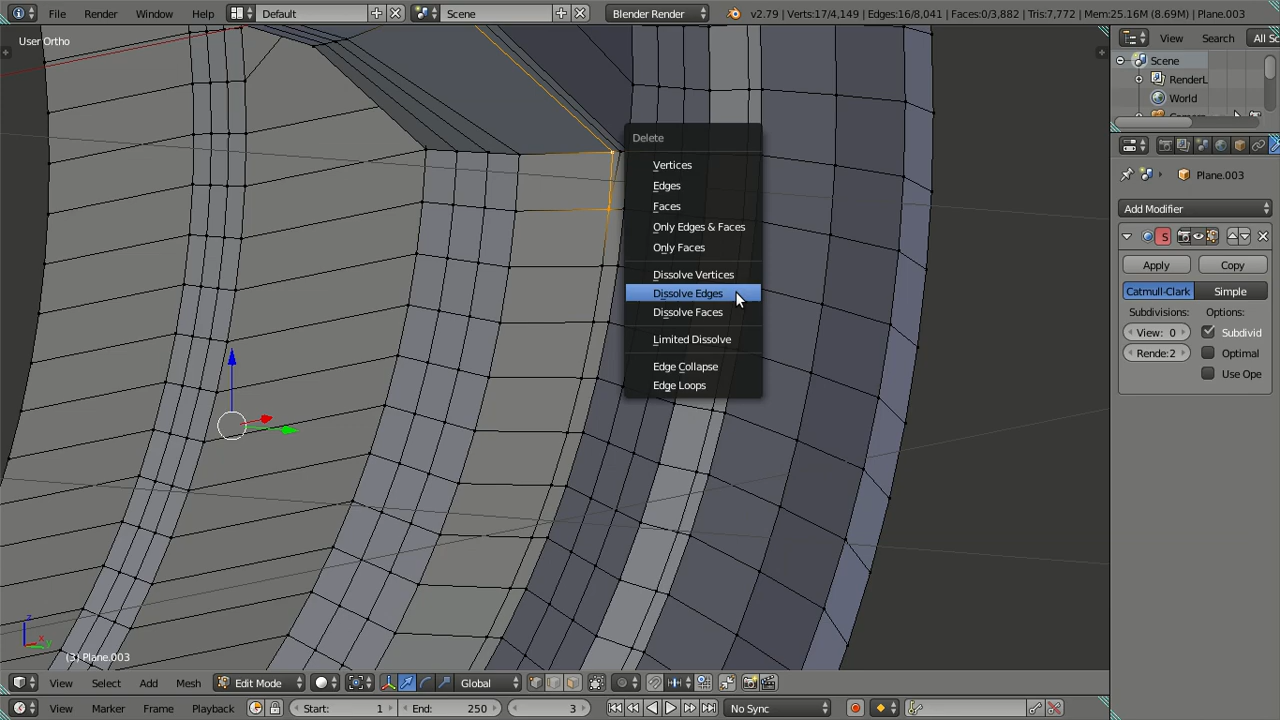 File Render Window Help Default Scene Blender Render v2.79 | Verts:17/4,149 | Edges:16/8,041 | Faces:0/3,882 | Tris:7,772 | Mem:25.16M (8.69M) | Plane.003
User Ortho
View Search All Sc
Scene
RenderL
World
Plane.003
Add Modifier
S
Apply Copy
Catmull-Clark Simple
Subdivisions: Options:
View: 0 Subdivid
Rende:2 Optimal
Use Ope
Delete
Vertices
Edges
Faces
Only Edges & Faces
Only Faces
Dissolve Vertices
Dissolve Edges
Dissolve Faces
Limited Dissolve
Edge Collapse
Edge Loops
z
x
y
(3) Plane.003
View Select Add Mesh Edit Mode Global
View Marker Frame Playback Start: 1 End: 250 3 No Sync